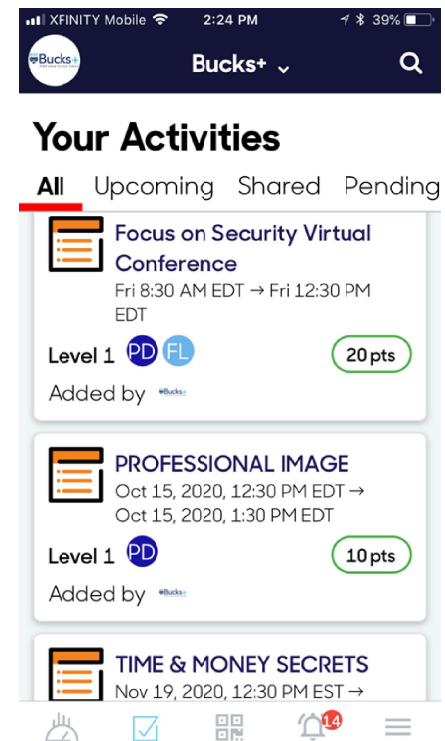 XFINITY Mobile 2:24 PM 39%
Bucks+
Bucks+
Your Activities
All Upcoming Shared Pending
Focus on Security Virtual
Conference
Fri 8:30 AM EDT → Fri 12:30 PM
EDT
Level 1 PD FL 20 pts
Added by Bucks+
PROFESSIONAL IMAGE
Oct 15, 2020, 12:30 PM EDT →
Oct 15, 2020, 1:30 PM EDT
Level 1 PD 10 pts
Added by Bucks+
TIME & MONEY SECRETS
Nov 19, 2020, 12:30 PM EST →
14